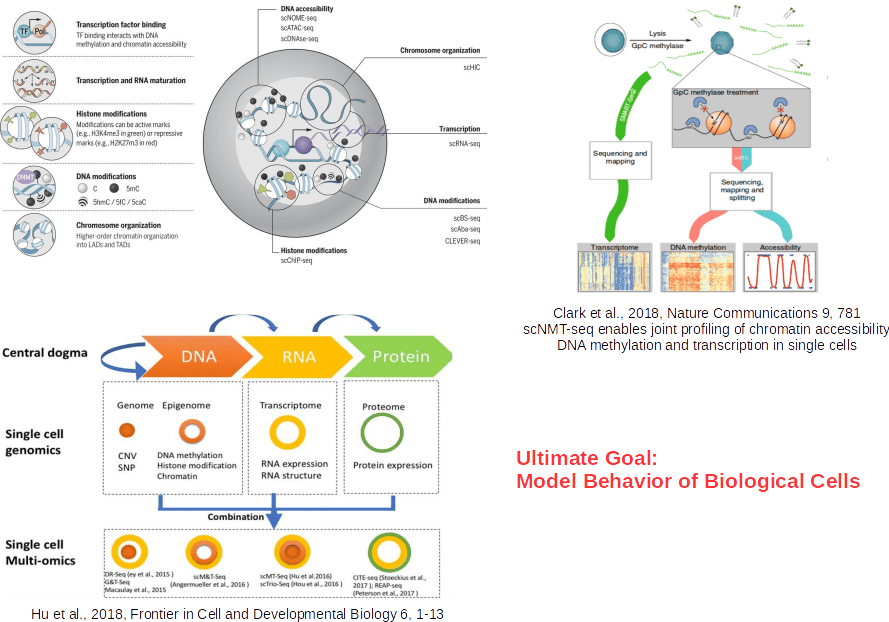 Transcription factor binding
TF binding interacts with DNA
methylation and chromatin accessibility
TF
Pol
Transcription and RNA maturation
Histone modifications
Modifications can be active marks
(e.g., H3K4me3 in green) or repressive
marks (e.g., H2K27m3 in red)
DNMT
DNA modifications
C
5mC
5hmC / 5fC / 5caC
Chromosome organization
Higher-order chromatin organization
into LADs and TADs
DNA accessibility
scNOME-seq
scATAC-seq
scDNAse-seq
Chromosome organization
scHIC
Transcription
scRNA-seq
DNA modifications
scBS-seq
scAba-seq
CLEVER-seq
Histone modifications
scChIP-seq
Lysis
GpC methylase
SMART (seq)
GpC methylase treatment
Sequencing and
mapping
Sequencing,
mapping and
splitting
Transcriptome
DNA methylation
Accessibility
Clark et al., 2018, Nature Communications 9, 781
scNMT-seq enables joint profiling of chromatin accessibility
DNA methylation and transcription in single cells
Central dogma
DNA
RNA
Protein
Single cell
genomics
Genome
Epigenome
CNV
SNP
DNA methylation
Histone modification
Chromatin
Transcriptome
RNA expression
RNA structure
Proteome
Protein expression
Combination
Single cell
Multi-omics
DR-Seq (ey et al., 2015 )
G&T-Seq
Macaulay et al., 2015
scM&T-Seq
(Angermueller et al., 2016 )
scMT-Seq (Hu et al.2016)
scTrio-Seq (Hou et al., 2016 )
CITE-seq (Stoeckius et al.,
2017 ); REAP-seq
(Peterson et al., 2017 )
Hu et al., 2018, Frontier in Cell and Developmental Biology 6, 1-13
Ultimate Goal:
Model Behavior of Biological Cells